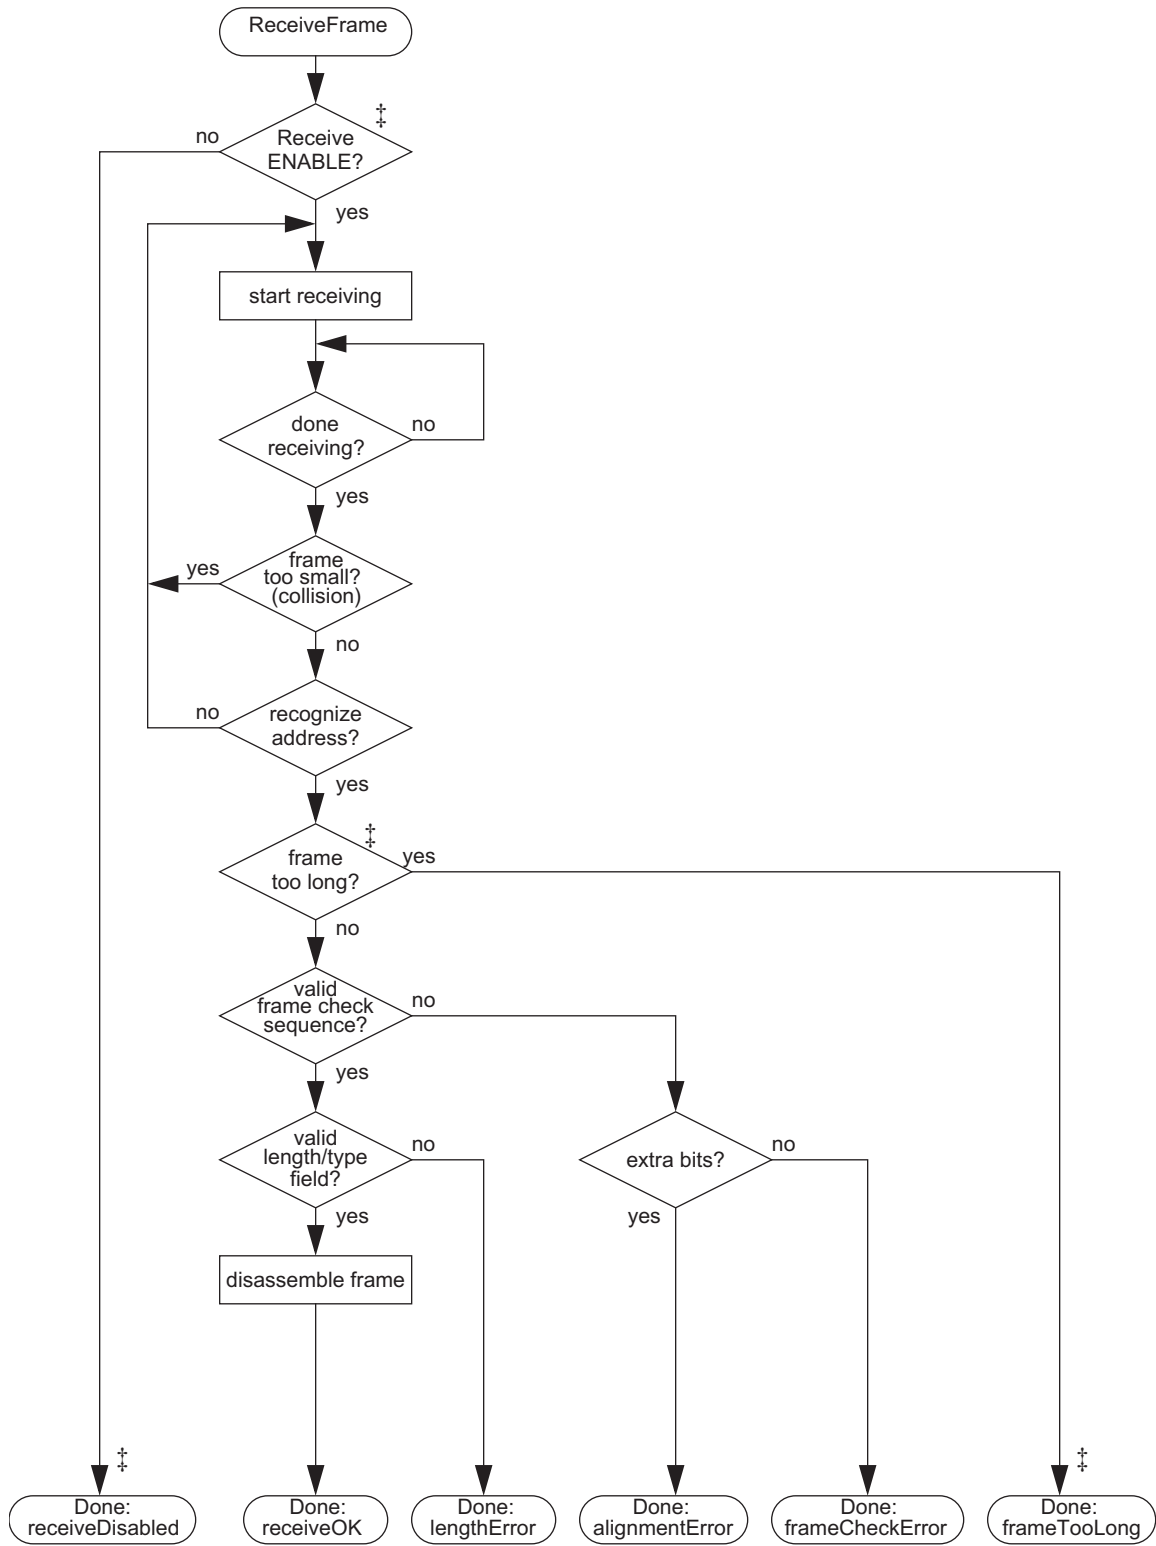 ReceiveFrame
‡
Receive
ENABLE?
no
yes
start receiving
done
receiving?
no
yes
frame
too small?
(collision)
yes
no
recognize
address?
no
yes
‡
frame
too long?
yes
no
valid
frame check
sequence?
no
yes
valid
length/type
field?
no
yes
extra bits?
no
yes
disassemble frame
‡
‡
Done:
receiveDisabled
Done:
receiveOK
Done:
lengthError
Done:
alignmentError
Done:
frameCheckError
Done:
frameTooLong